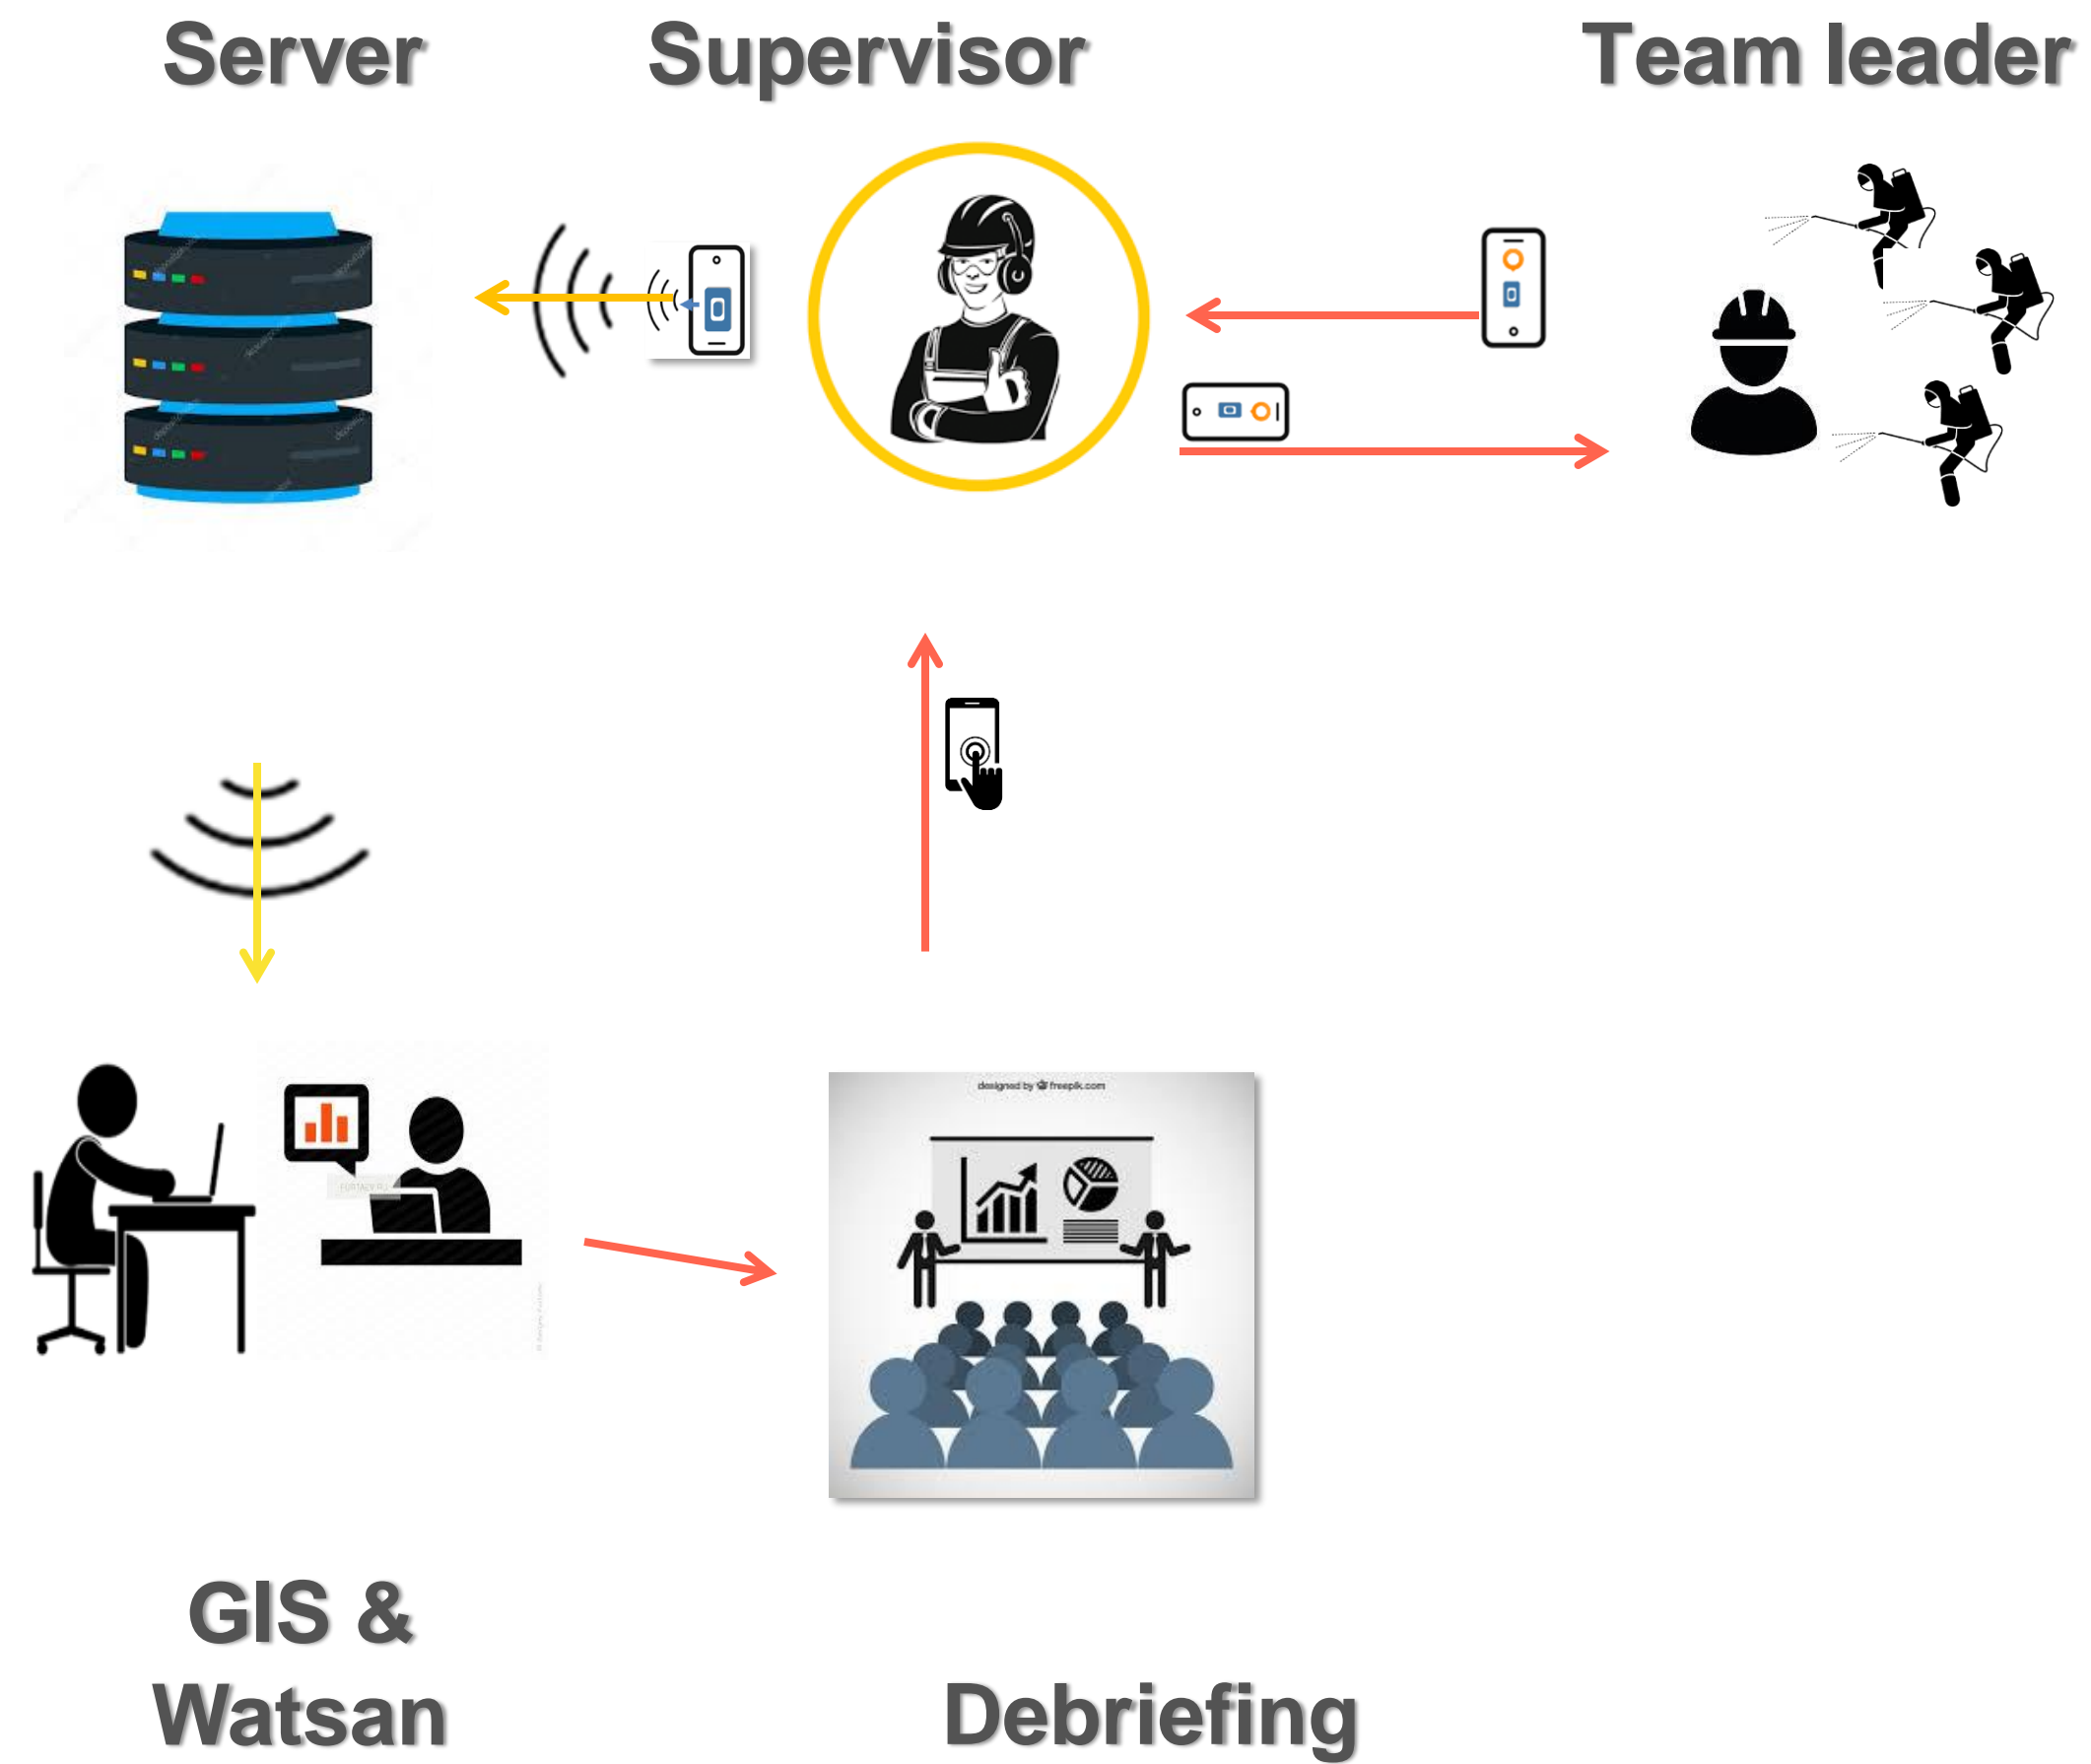 Server
Supervisor
Team leader
designed by freepik.com
GIS &
Watsan
Debriefing